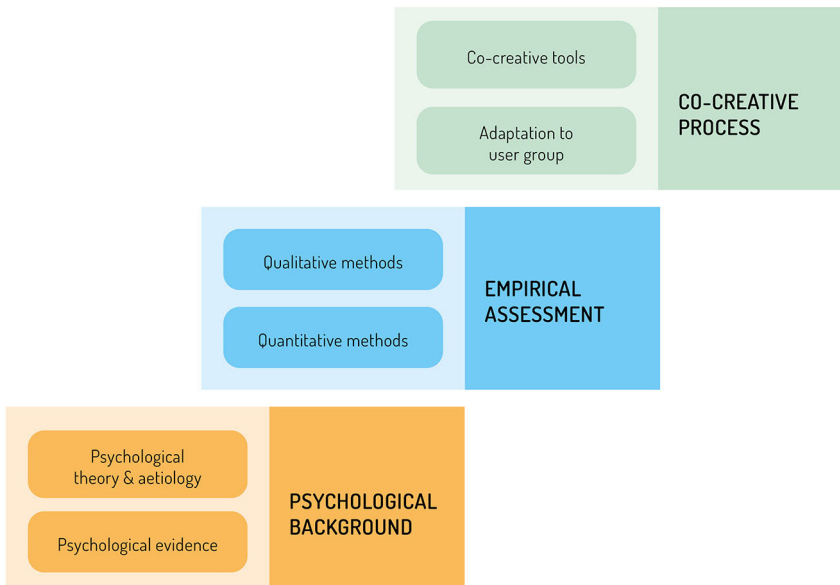 Co-creative tools
Adaptation to
user group
CO-CREATIVE
PROCESS
Qualitative methods
Quantitative methods
EMPIRICAL
ASSESSMENT
Psychological
theory & aetiology
Psychological evidence
PSYCHOLOGICAL
BACKGROUND